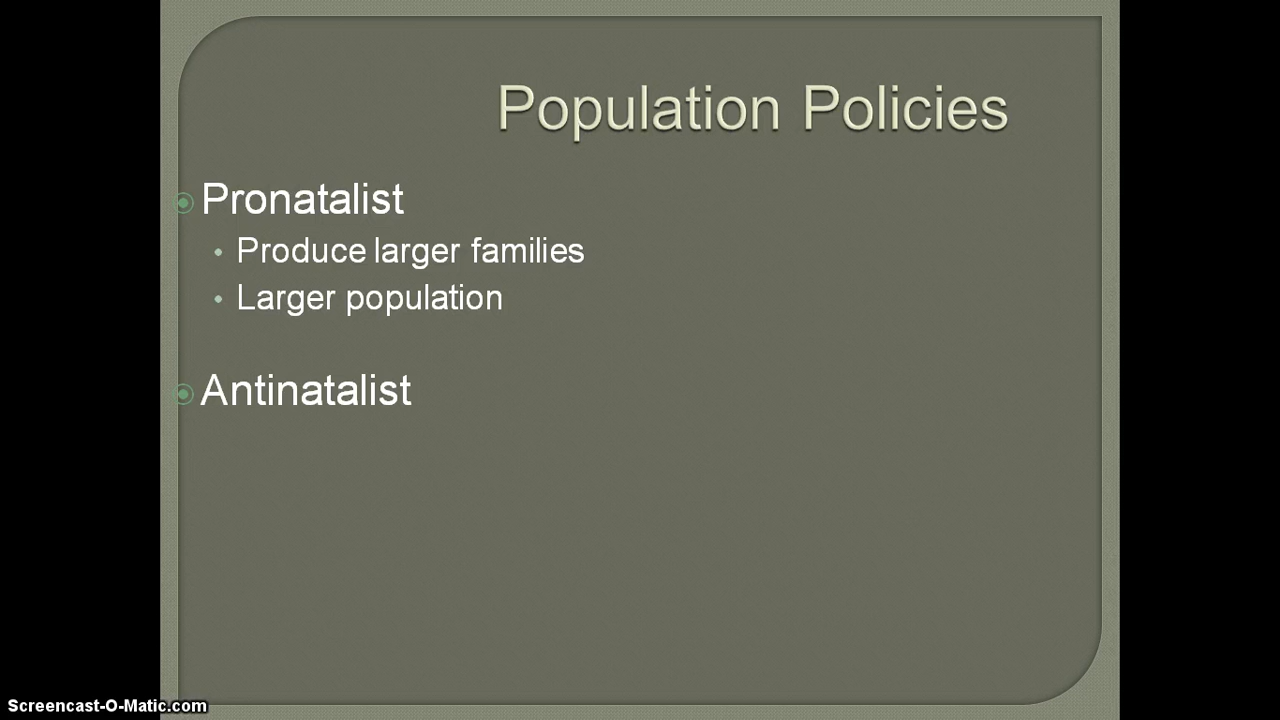 Population Policies
Pronatalist
Produce larger families
Larger population
Antinatalist
Screencast-O-Matic.com